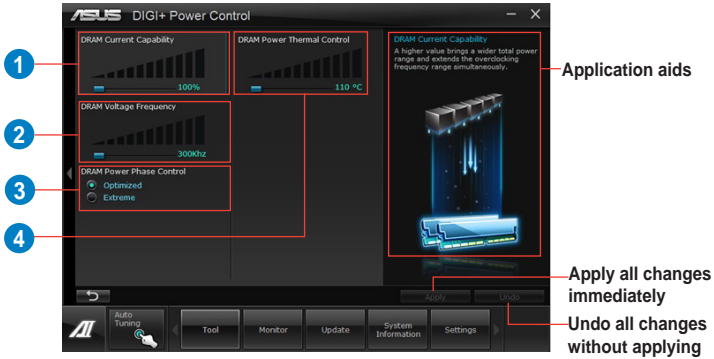 ASUS DIGI+ Power Control
DRAM Current Capability
100%
DRAM Power Thermal Control
110 °C
DRAM Voltage Frequency
300Khz
DRAM Power Phase Control
Optimized
Extreme
DRAM Current Capability
A higher value brings a wider total power
range and extends the overclocking
frequency range simultaneously.
1
2
3
4
Application aids
Apply
Undo
Apply all changes
immediately
Undo all changes
without applying
Auto
Tuning
Tool
Monitor
Update
System
Information
Settings